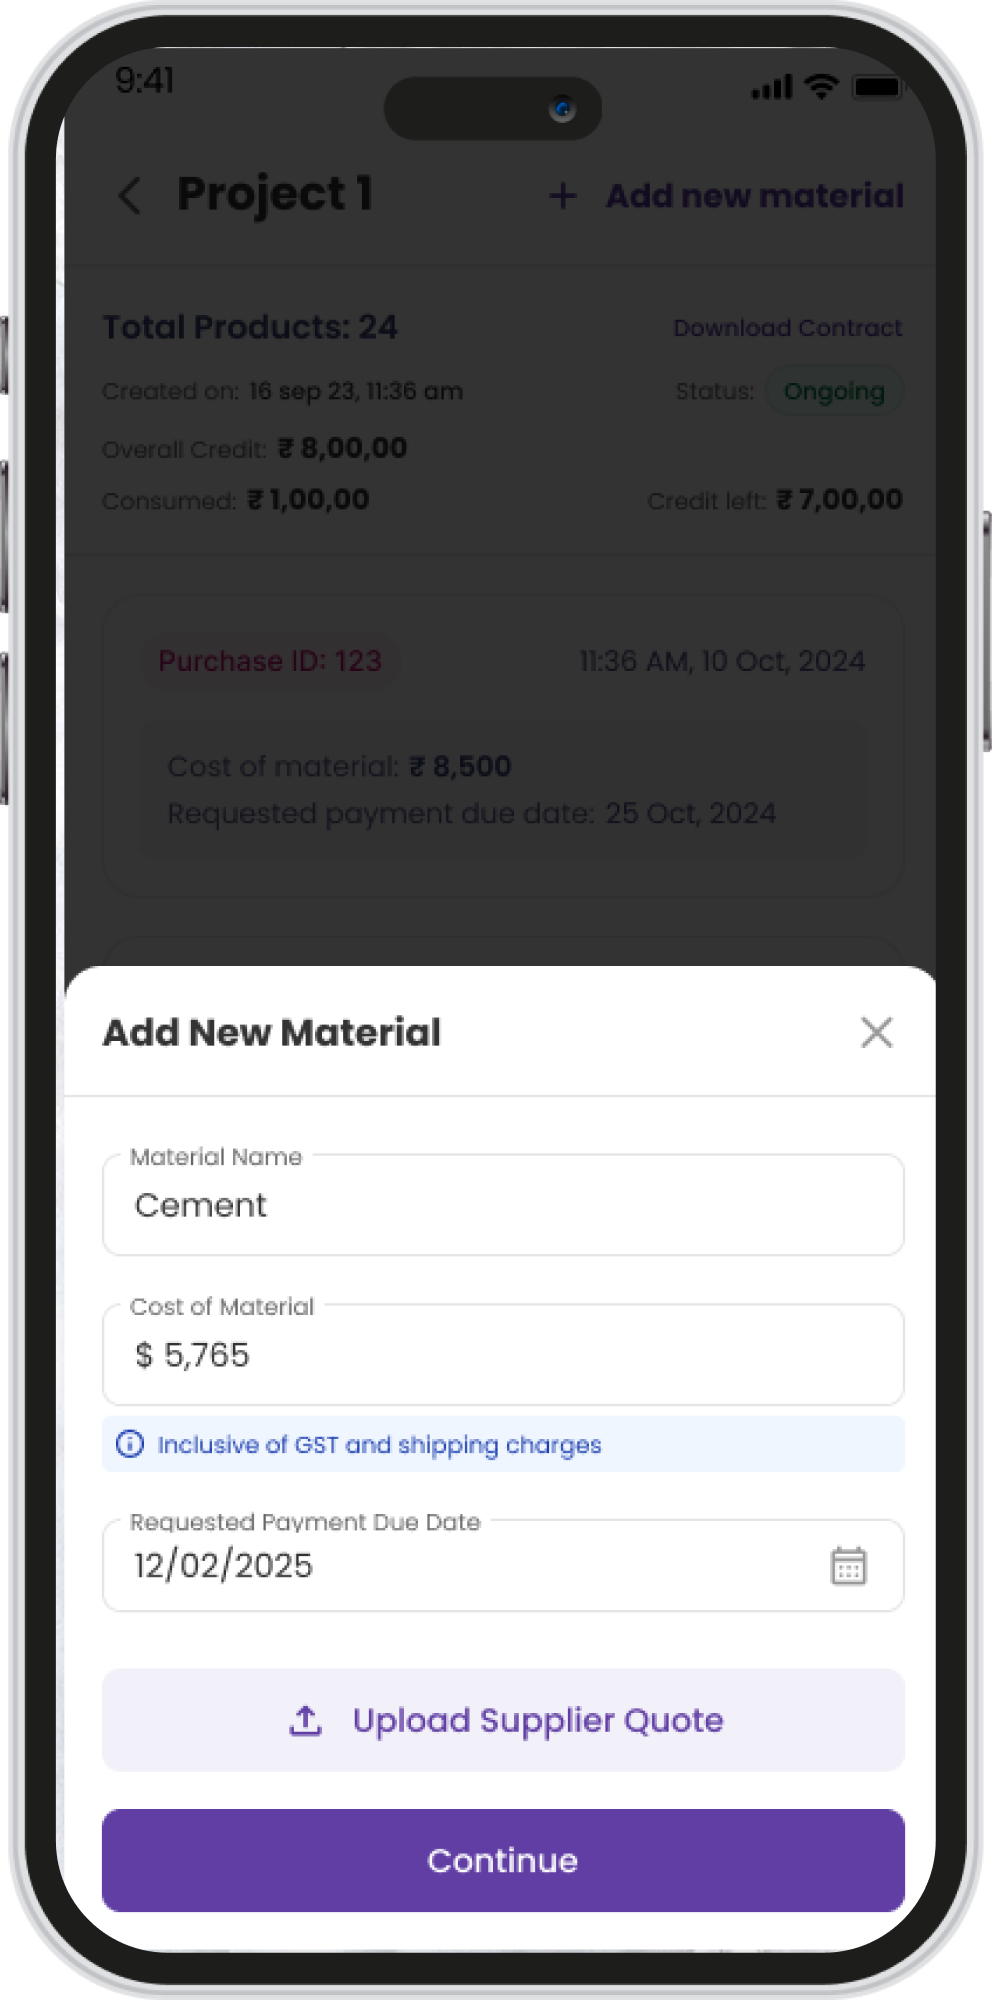 9:41
Project 1
+ Add new material
Total Products: 24
Download Contract
Created on: 16 sep 23, 11:36 am
Status: Ongoing
Overall Credit: ₹ 8,00,00
Consumed: ₹ 1,00,00
Credit left: ₹ 7,00,00
Purchase ID: 123
11:36 AM, 10 Oct, 2024
Cost of material: ₹ 8,500
Requested payment due date: 25 Oct, 2024
Add New Material
Material Name
Cement
Cost of Material
$ 5,765
Inclusive of GST and shipping charges
Requested Payment Due Date
12/02/2025
Upload Supplier Quote
Continue